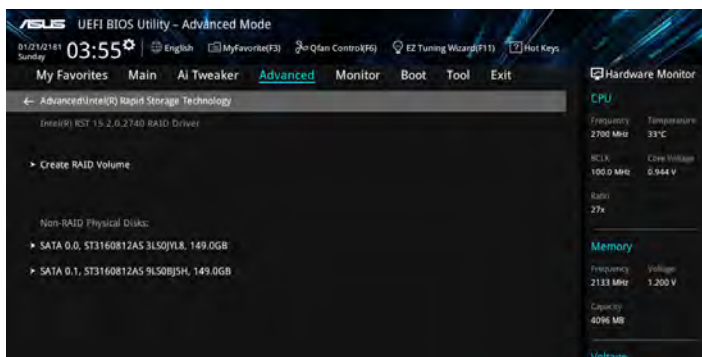 ASUS UEFI BIOS Utility – Advanced Mode
01/21/2181 Sunday 03:55 English MyFavorite(F3) Qfan Control(F6) EZ Tuning Wizard(F11) Hot Keys
My Favorites Main Ai Tweaker Advanced Monitor Boot Tool Exit
Hardware Monitor
← Advanced\Intel(R) Rapid Storage Technology
Intel(R) RST 15.2.0.2740 RAID Driver
> Create RAID Volume
Non-RAID Physical Disks:
> SATA 0.0, ST3160812AS 3LS0JYL8, 149.0GB
> SATA 0.1, ST3160812AS 9LS0BJ5H, 149.0GB
CPU
Frequency Temperature
2700 MHz 33°C
BCLK Core Voltage
100.0 MHz 0.944 V
Ratio
27x
Memory
Frequency Voltage
2133 MHz 1.200 V
Capacity
4096 MB
Voltage